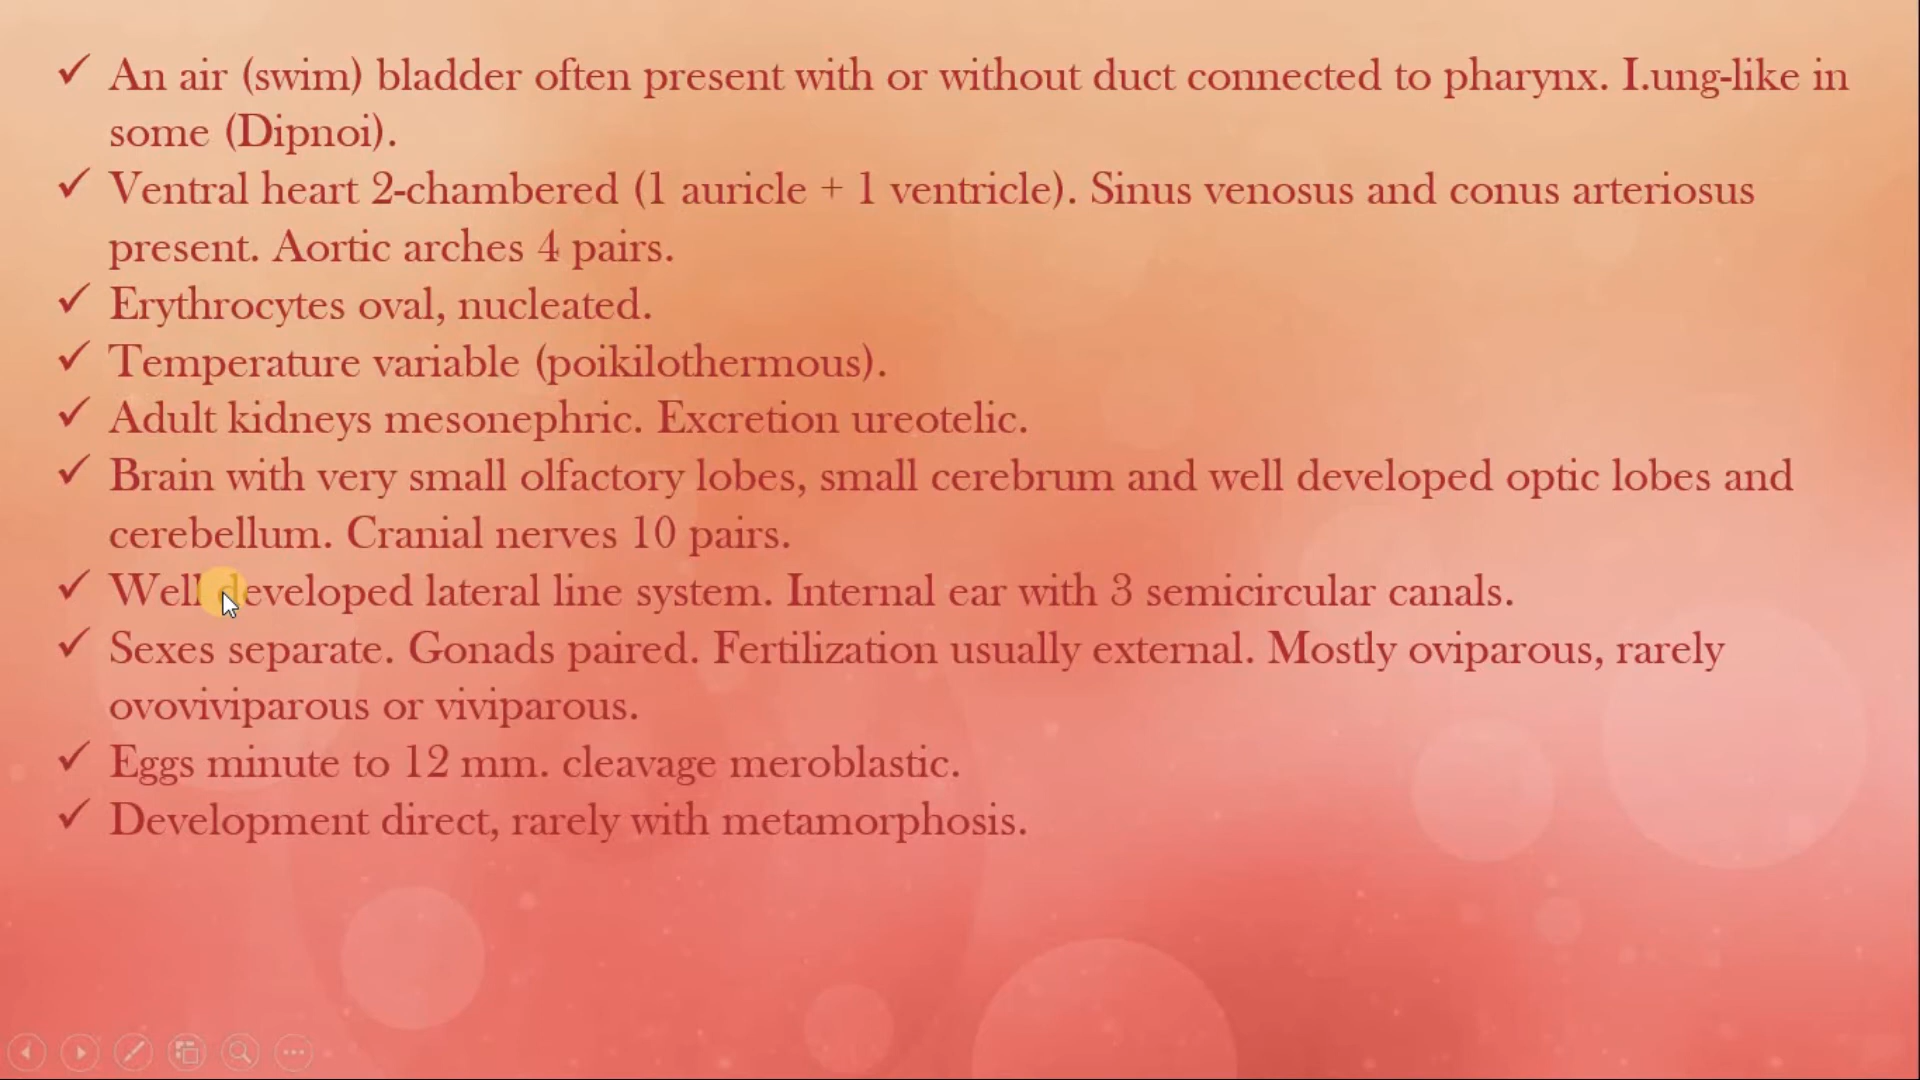 ✓ An air (swim) bladder often present with or without duct connected to pharynx. I.ung-like in
some (Dipnoi).
✓ Ventral heart 2-chambered (1 auricle + 1 ventricle). Sinus venosus and conus arteriosus
present. Aortic arches 4 pairs.
✓ Erythrocytes oval, nucleated.
✓ Temperature variable (poikilothermous).
✓ Adult kidneys mesonephric. Excretion ureotelic.
✓ Brain with very small olfactory lobes, small cerebrum and well developed optic lobes and
cerebellum. Cranial nerves 10 pairs.
✓ Well developed lateral line system. Internal ear with 3 semicircular canals.
✓ Sexes separate. Gonads paired. Fertilization usually external. Mostly oviparous, rarely
ovoviviparous or viviparous.
✓ Eggs minute to 12 mm. cleavage meroblastic.
✓ Development direct, rarely with metamorphosis.